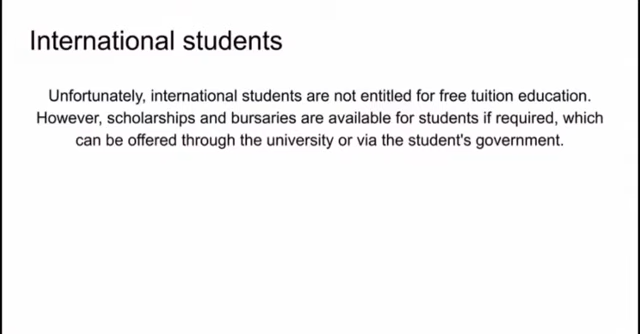 International students
Unfortunately, international students are not entitled for free tuition education.
However, scholarships and bursaries are available for students if required, which
can be offered through the university or via the student's government.